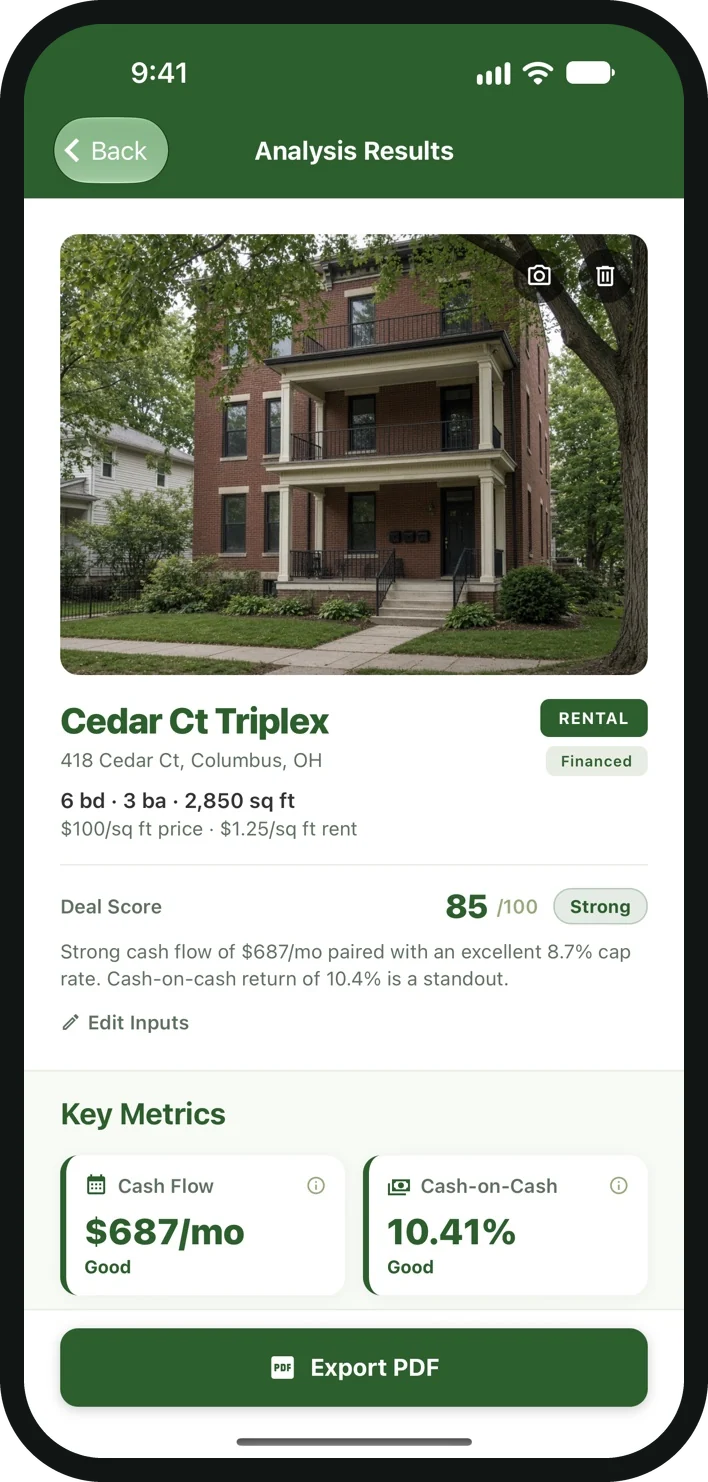 9:41
Back
Analysis Results
Cedar Ct Triplex
RENTAL
418 Cedar Ct, Columbus, OH
Financed
6 bd · 3 ba · 2,850 sq ft
$100/sq ft price · $1.25/sq ft rent
Deal Score
85 /100
Strong
Strong cash flow of $687/mo paired with an excellent 8.7% cap
rate. Cash-on-cash return of 10.4% is a standout.
Edit Inputs
Key Metrics
Cash Flow
$687/mo
Good
Cash-on-Cash
10.41%
Good
PDF
Export PDF